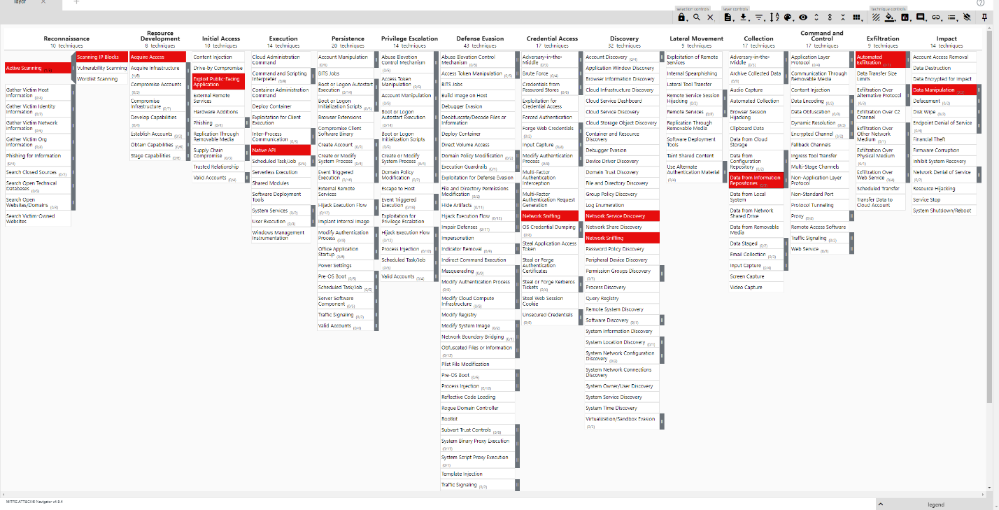 layer
selection controls
layer controls
technique controls
Reconnaissance
10 techniques
Active Scanning
Gather Victim Host
Information (0/4)
Gather Victim Identity
Information (0/3)
Gather Victim Network
Information (0/6)
Gather Victim Org
Information (0/4)
Phishing for Information
(0/4)
Search Closed Sources (0/2)
Search Open Technical
Databases (0/5)
Search Open
Websites/Domains (0/3)
Search Victim-Owned
Websites
Scanning IP Blocks
Vulnerability Scanning
Wordlist Scanning
Resource
Development
8 techniques
Acquire Access
Acquire Infrastructure
(1/8)
Compromise Accounts
(0/3)
Compromise
Infrastructure (0/7)
Develop Capabilities
(0/4)
Establish Accounts (0/3)
Obtain Capabilities (0/6)
Stage Capabilities (0/6)
Initial Access
10 techniques
Content Injection
Drive-by Compromise
Exploit Public-Facing
Application
External Remote
Services
Hardware Additions
Phishing (0/4)
Replication Through
Removable Media
Supply Chain
Compromise (0/3)
Trusted Relationship
Valid Accounts (0/4)
Execution
14 techniques
Cloud Administration
Command
Command and Scripting
Interpreter (0/9)
Container Administration
Command
Deploy Container
Exploitation for Client
Execution
Inter-Process
Communication (0/3)
Native API
Scheduled Task/Job (0/5)
Serverless Execution
Shared Modules
Software Deployment
Tools
System Services (0/2)
User Execution (0/3)
Windows Management
Instrumentation
Persistence
20 techniques
Account Manipulation
(0/6)
BITS Jobs
Boot or Logon Autostart
Execution (0/14)
Boot or Logon
Initialization Scripts (0/5)
Browser Extensions
Compromise Client
Software Binary
Create Account (0/3)
Create or Modify
System Process (0/4)
Event Triggered
Execution (0/16)
External Remote
Services
Hijack Execution Flow
(0/12)
Implant Internal Image
Modify Authentication
Process (0/8)
Office Application
Startup (0/6)
Power Settings
Pre-OS Boot (0/5)
Scheduled Task/Job (0/5)
Server Software
Component (0/5)
Traffic Signaling (0/2)
Valid Accounts (0/4)
Privilege Escalation
14 techniques
Abuse Elevation
Control Mechanism
(0/5)
Access Token
Manipulation (0/5)
Account Manipulation
(0/6)
Boot or Logon
Autostart Execution
(0/14)
Boot or Logon
Initialization Scripts
(0/5)
Create or Modify
System Process (0/4)
Domain Policy
Modification (0/2)
Escape to Host
Event Triggered
Execution (0/16)
Exploitation for
Privilege Escalation
Hijack Execution Flow
(0/12)
Process Injection (0/12)
Scheduled Task/Job
(0/5)
Valid Accounts (0/4)
Defense Evasion
43 techniques
Abuse Elevation Control
Mechanism (0/5)
Access Token Manipulation (0/5)
BITS Jobs
Build Image on Host
Debugger Evasion
Deobfuscate/Decode Files or
Information
Deploy Container
Direct Volume Access
Domain Policy Modification (0/2)
Execution Guardrails (0/1)
Exploitation for Defense Evasion
File and Directory Permissions
Modification (0/2)
Hide Artifacts (0/11)
Hijack Execution Flow (0/12)
Impair Defenses (0/11)
Impersonation
Indicator Removal (0/9)
Indirect Command Execution
Masquerading (0/9)
Modify Authentication Process
(0/8)
Modify Cloud Compute
Infrastructure (0/5)
Modify Registry
Modify System Image (0/2)
Network Boundary Bridging (0/1)
Obfuscated Files or Information
(0/12)
Plist File Modification
Pre-OS Boot (0/5)
Process Injection (0/12)
Reflective Code Loading
Rogue Domain Controller
Rootkit
Subvert Trust Controls (0/6)
System Binary Proxy Execution
(0/13)
System Script Proxy Execution
(0/1)
Template Injection
Traffic Signaling (0/2)
Credential Access
17 techniques
Adversary-in-the-
Middle (0/3)
Brute Force (0/4)
Credentials from
Password Stores (0/6)
Exploitation for
Credential Access
Forced Authentication
Forge Web Credentials
(0/2)
Input Capture (0/4)
Modify Authentication
Process (0/8)
Multi-Factor
Authentication
Interception
Multi-Factor
Authentication
Request Generation
Network Sniffing
OS Credential Dumping
(0/8)
Steal Application Access
Token
Steal or Forge
Authentication
Certificates
Steal or Forge Kerberos
Tickets (0/4)
Steal Web Session
Cookie
Unsecured Credentials
(0/8)
Discovery
32 techniques
Account Discovery (0/4)
Application Window Discovery
Browser Information Discovery
Cloud Infrastructure Discovery
Cloud Service Dashboard
Cloud Service Discovery
Cloud Storage Object Discovery
Container and Resource
Discovery
Debugger Evasion
Device Driver Discovery
Domain Trust Discovery
File and Directory Discovery
Group Policy Discovery
Log Enumeration
Network Service Discovery
Network Share Discovery
Network Sniffing
Password Policy Discovery
Peripheral Device Discovery
Permission Groups Discovery
(0/3)
Process Discovery
Query Registry
Remote System Discovery
Software Discovery (0/1)
System Information Discovery
System Location Discovery (0/1)
System Network Configuration
Discovery (0/2)
System Network Connections
Discovery
System Owner/User Discovery
System Service Discovery
System Time Discovery
Virtualization/Sandbox Evasion
(0/3)
Lateral Movement
9 techniques
Exploitation of Remote
Services
Internal Spearphishing
Lateral Tool Transfer
Remote Service Session
Hijacking (0/2)
Remote Services (0/8)
Replication Through
Removable Media
Software Deployment
Tools
Taint Shared Content
Use Alternate
Authentication Material
(0/4)
Collection
17 techniques
Adversary-in-the-
Middle (0/3)
Archive Collected Data
(0/3)
Audio Capture
Automated Collection
Browser Session
Hijacking
Clipboard Data
Data from Cloud
Storage
Data from
Configuration
Repository (0/2)
Data from Information
Repositories
Data from Local
System
Data from Network
Shared Drive
Data from Removable
Media
Data Staged (0/2)
Email Collection (0/3)
Input Capture (0/4)
Screen Capture
Video Capture
Command and
Control
17 techniques
Application Layer
Protocol (0/4)
Communication Through
Removable Media
Content Injection
Data Encoding (0/2)
Data Obfuscation (0/3)
Dynamic Resolution (0/3)
Encrypted Channel (0/2)
Fallback Channels
Ingress Tool Transfer
Multi-Stage Channels
Non-Application Layer
Protocol
Non-Standard Port
Protocol Tunneling
Proxy (0/4)
Remote Access Software
Traffic Signaling (0/2)
Web Service (0/3)
Exfiltration
9 techniques
Automated
Exfiltration
Data Transfer Size
Limits
Exfiltration Over
Alternative Protocol
(0/3)
Exfiltration Over C2
Channel
Exfiltration Over
Other Network
Medium (0/1)
Exfiltration Over
Physical Medium
(0/1)
Exfiltration Over
Web Service (0/4)
Scheduled Transfer
Transfer Data to
Cloud Account
Impact
14 techniques
Account Access Removal
Data Destruction
Data Encrypted for Impact
Data Manipulation
Defacement (0/2)
Disk Wipe (0/2)
Endpoint Denial of Service
(0/4)
Financial Theft
Firmware Corruption
Inhibit System Recovery
Network Denial of Service
(0/2)
Resource Hijacking
Service Stop
System Shutdown/Reboot
MITRE ATT&CK® Navigator v4.9.4
legend